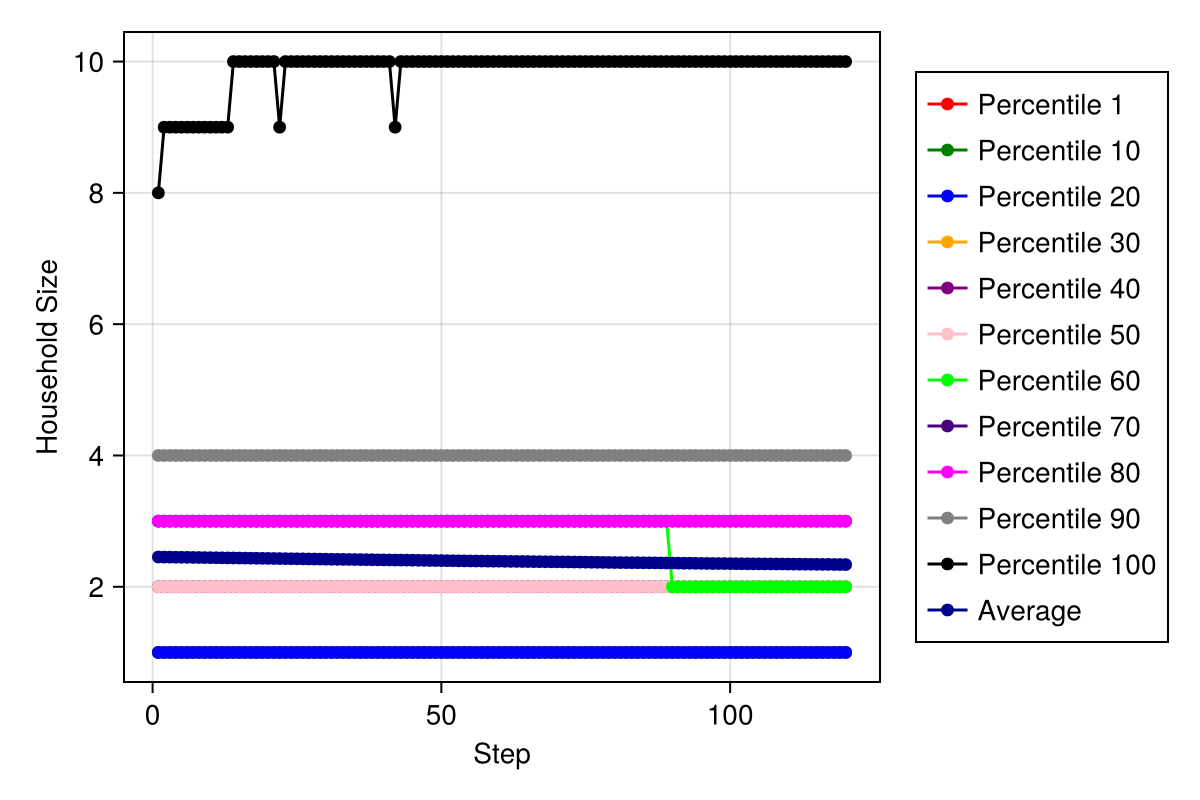 10
8
6
4
2
Household Size
0
50
100
Step
Percentile 1
Percentile 10
Percentile 20
Percentile 30
Percentile 40
Percentile 50
Percentile 60
Percentile 70
Percentile 80
Percentile 90
Percentile 100
Average